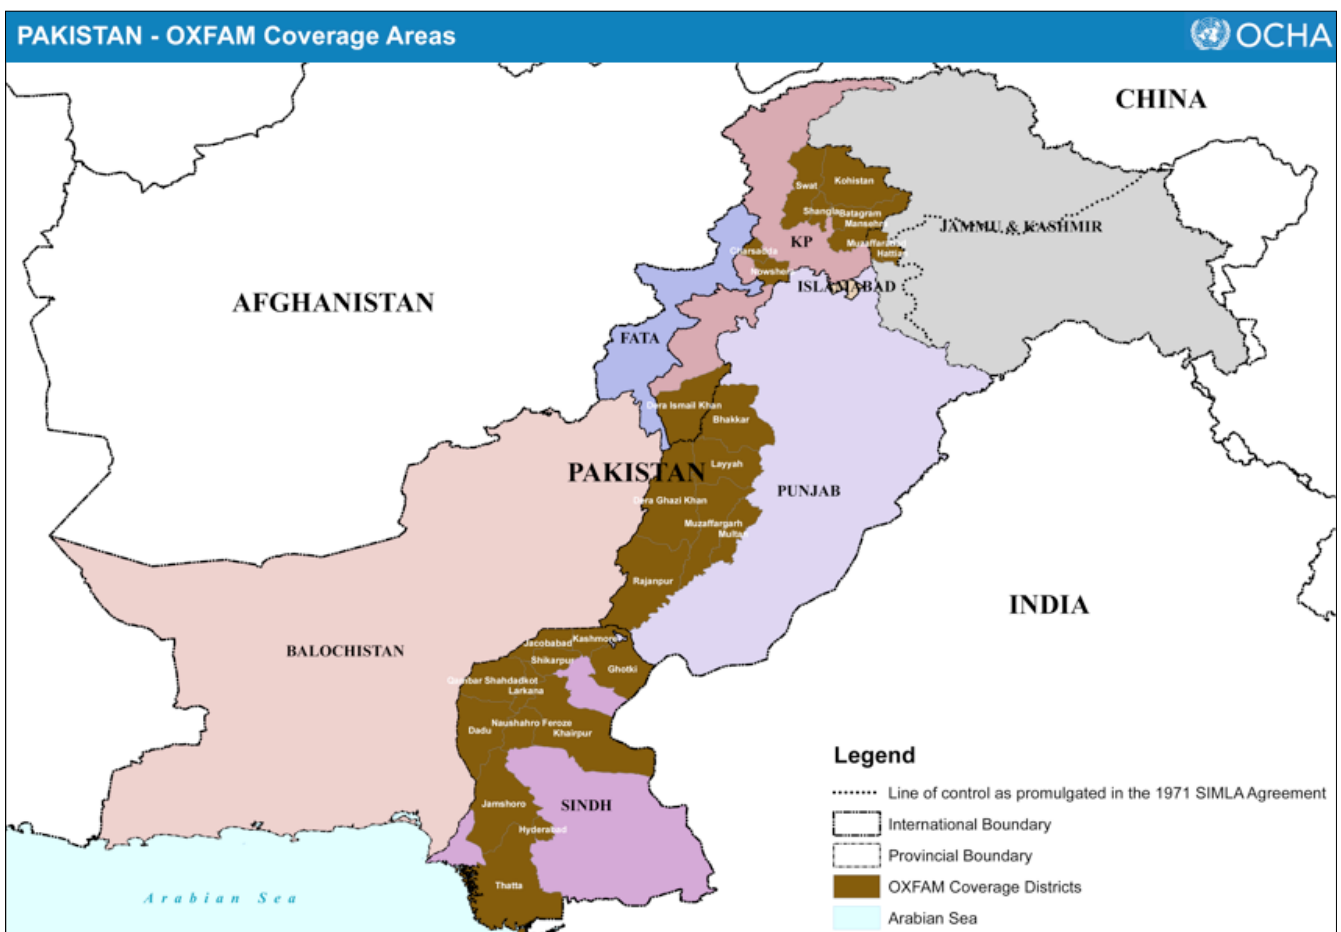 PAKISTAN - OXFAM Coverage Areas
OCHA
CHINA
Swat
Kohistan
Shangla
Batagram
Mansehra
JAMMU & KASHMIR
KP
Muzaffarabad
Hattian
Charsadda
Nowshera
ISLAMABAD
AFGHANISTAN
FATA
Dera Ismail Khan
Bhakkar
Layyah
PAKISTAN
PUNJAB
Dera Ghazi Khan
Muzaffargarh
Multan
Rajanpur
INDIA
BALOCHISTAN
Jacobabad
Kashmore
Shikarpur
Ghotki
Qambar Shahdadkot
Larkana
Naushahro Feroze
Dadu
Khairpur
Jamshoro
SINDH
Hyderabad
Thatta
Arabian Sea
Legend
Line of control as promulgated in the 1971 SIMLA Agreement
International Boundary
Provincial Boundary
OXFAM Coverage Districts
Arabian Sea